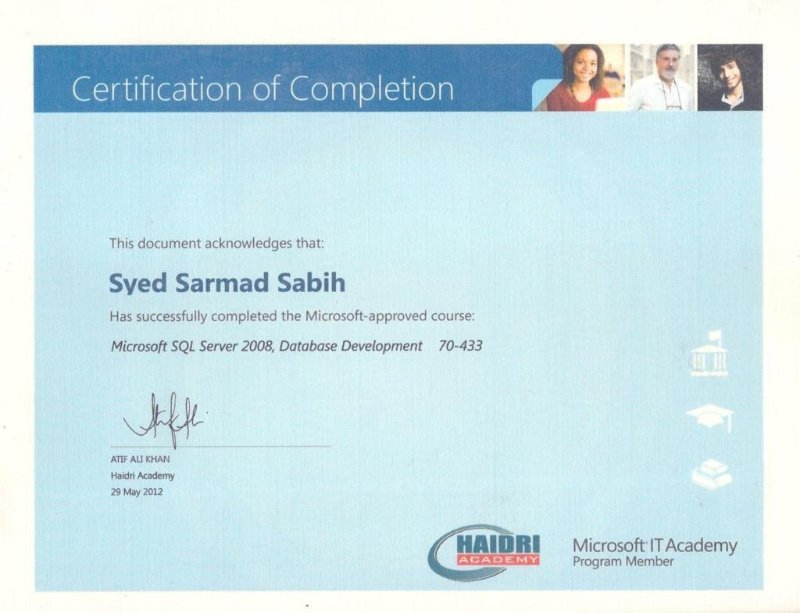 Certification of Completion
This document acknowledges that:
Syed Sarmad Sabih
Has successfully completed the Microsoft-approved course:
Microsoft SQL Server 2008, Database Development 70-433
ATIF ALI KHAN
Haidri Academy
29 May 2012
HAIDRI
ACADEMY
Microsoft IT Academy
Program Member